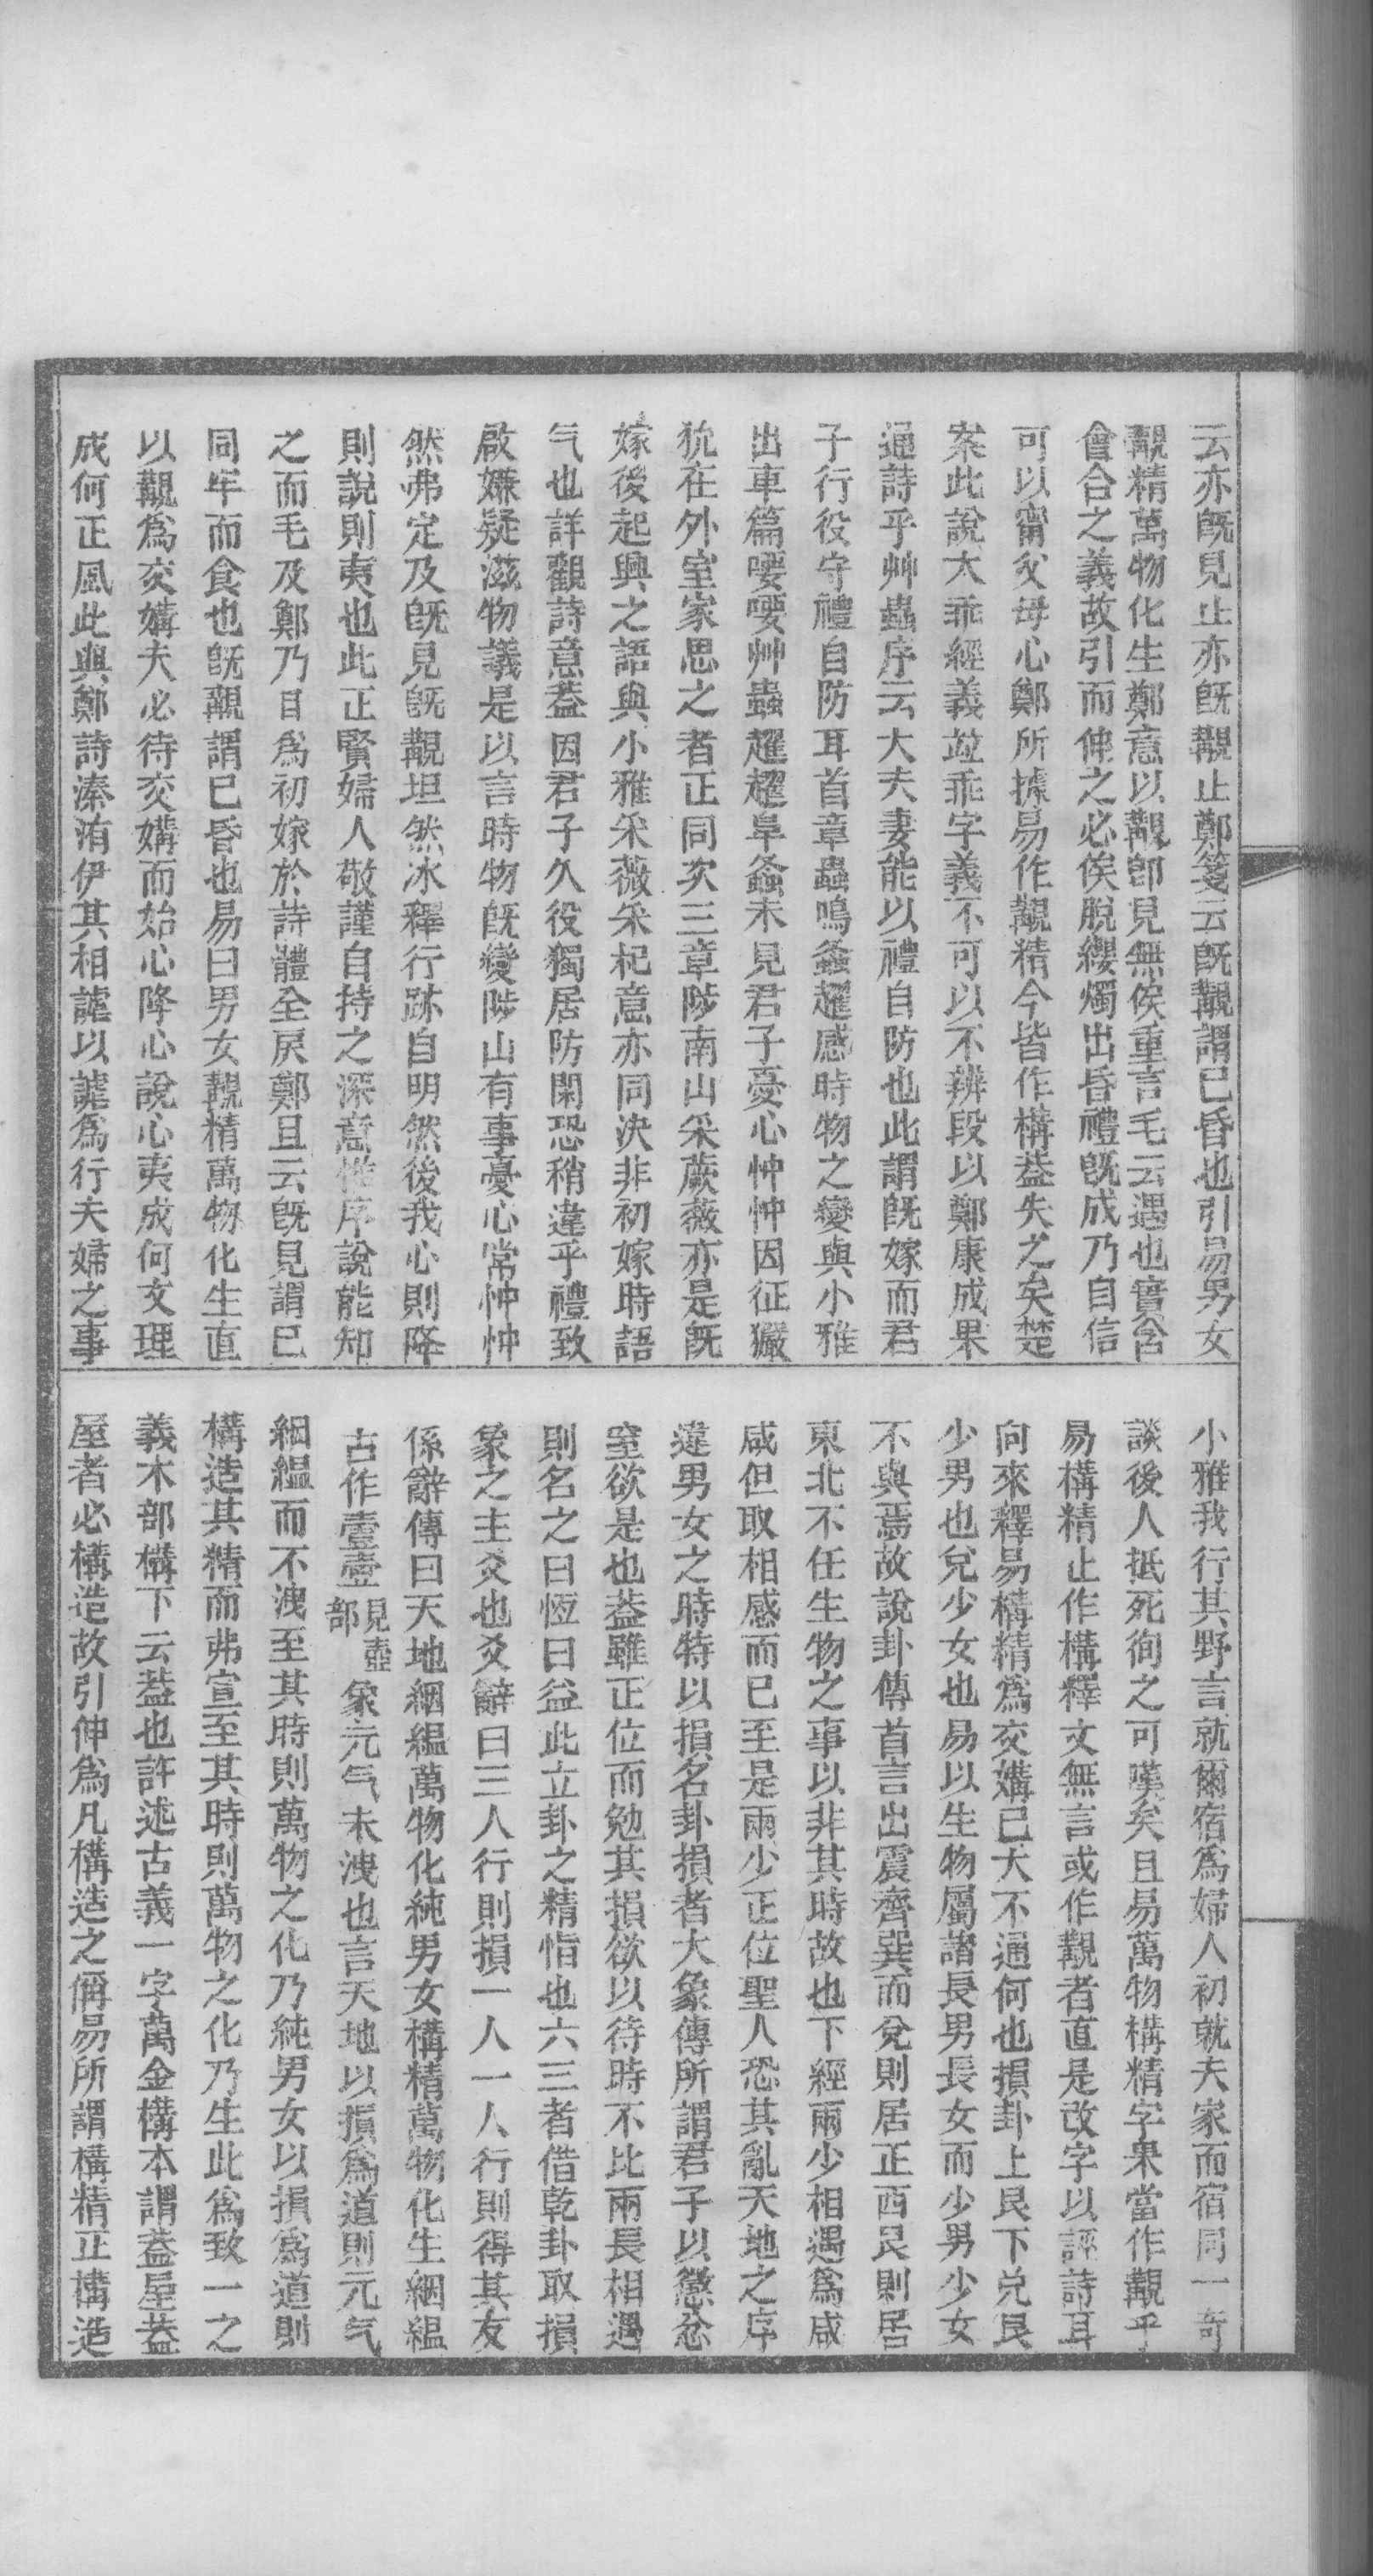 云亦旣見止亦旣覯止鄭箋云旣覯謂已昏也引易男女
覯精萬物化生鄭意以覯卽見無俟重言毛云遇也實含
會合之義故引而伸之必俟脫纓燭出昏禮旣成乃自信
可以甯父母心鄭所據易作覯精今皆作構葢失之矣楚
案此說大乖經義竝乖字義不可以不辨段以鄭康成果
通詩乎艸蟲序云大夫妻能以禮自防也此謂旣嫁而君
子行役守禮自防耳首章蟲鳴螽趯感時物之變與小雅
出車篇喓喓艸蟲趯趯阜螽未見君子憂心忡忡因征玁
狁在外室家思之者正同次三章陟南山采蕨薇亦是旣
嫁後起興之語與小雅采薇采杞意亦同決非初嫁時語
气也詳觀詩意葢因君子久役獨居防閑恐稍違乎禮致
啟嫌疑滋物議是以言時物旣變陟山有事憂心常忡忡
然弗定及旣見旣覯坦然冰釋行跡自明然後我心則降
則說則夷也此正賢婦人敬謹自持之深意惟序說能知
之而毛及鄭乃目爲初嫁於詩體全戾鄭且云旣見謂已
同牢而食也旣覯謂已昏也易曰男女覯精萬物化生直
以覯爲交媾夫必待交媾而始心降心說心夷成何文理
成何正風此與鄭詩溱洧伊其相謔以謔爲行夫婦之事
小雅我行其野言就爾宿爲婦人初就夫家而宿同一奇
談後人抵死徇之可嘆矣且易萬物構精字果當作覯乎
易構精止作構釋文無言或作覯者直是改字以誣詩耳
向來釋易構精爲交媾已大不通何也損卦上艮下兌艮
少男也兌少女也易以生物屬諸長男長女而少男少女
不與焉故說卦傳首言出震齊巽而兌則居正西艮則居
東北不任生物之事以非其時故也下經兩少相遇爲咸
咸但取相感而已至是兩少正位聖人恐其亂天地之序
違男女之時特以損名卦損者大象傳所謂君子以懲忿
窒欲是也葢雖正位而勉其損欲以待時不比兩長相遇
則名之曰恆曰益此立卦之精恉也六三者借乾卦取損
象之主爻也爻辭曰三人行則損一人一人行則得其友
係辭傳曰天地絪縕萬物化純男女構精萬物化生絪縕
古作壹壹見壺部象元气未洩也言天地以損爲道則元气
絪縕而不洩至其時則萬物之化乃純男女以損爲道則
構造其精而弗宣至其時則萬物之化乃生此爲致一之
義木部構下云葢也許述古義一字萬金構本謂葢屋葢
屋者必構造故引伸爲凡構造之偁易所謂構精正構造